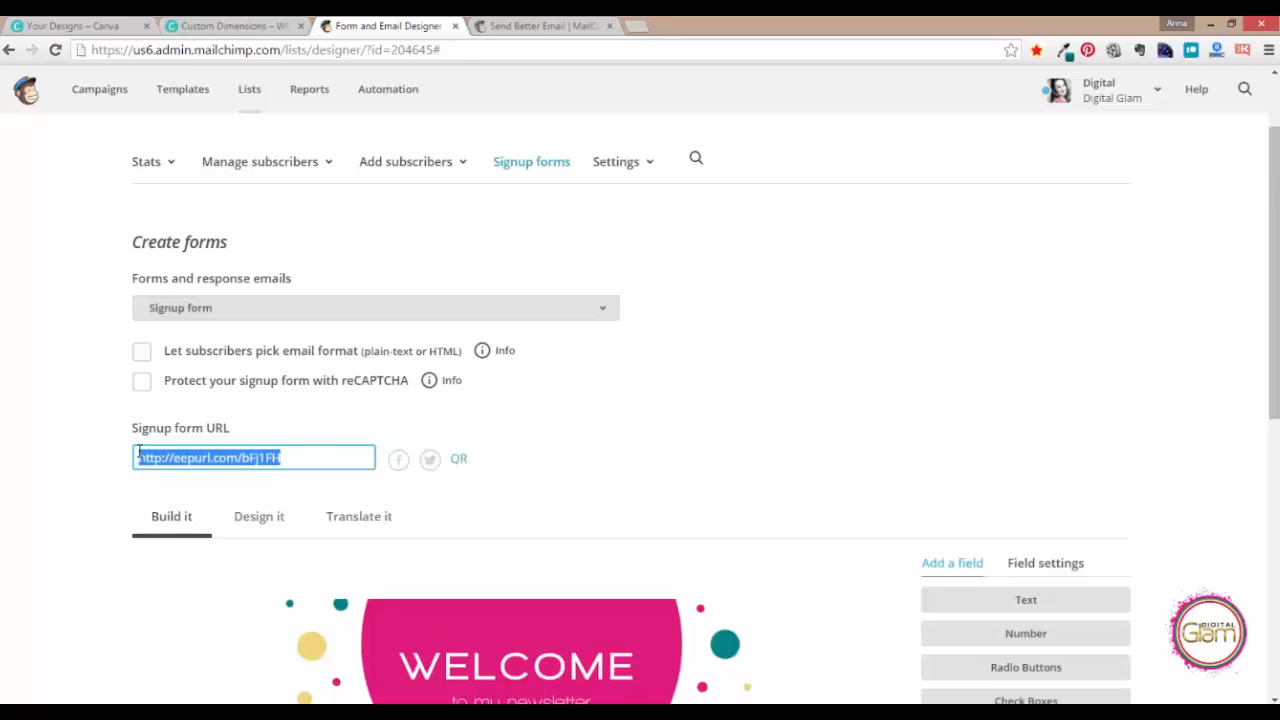 Your Designs – Canva
Custom Dimensions – W
Form and Email Designer
Send Better Email | MailC
Anna
https://us6.admin.mailchimp.com/lists/designer/?id=204645#
Campaigns
Templates
Lists
Reports
Automation
Digital
Digital Glam
Help
Stats
Manage subscribers
Add subscribers
Signup forms
Settings
Create forms
Forms and response emails
Signup form
Let subscribers pick email format (plain-text or HTML)
Info
Protect your signup form with reCAPTCHA
Info
Signup form URL
http://eepurl.com/bFj1FH
QR
Build it
Design it
Translate it
Add a field
Field settings
Text
Number
Radio Buttons
Check Boxes
WELCOME
to my newsletter
DIGITAL
Glam